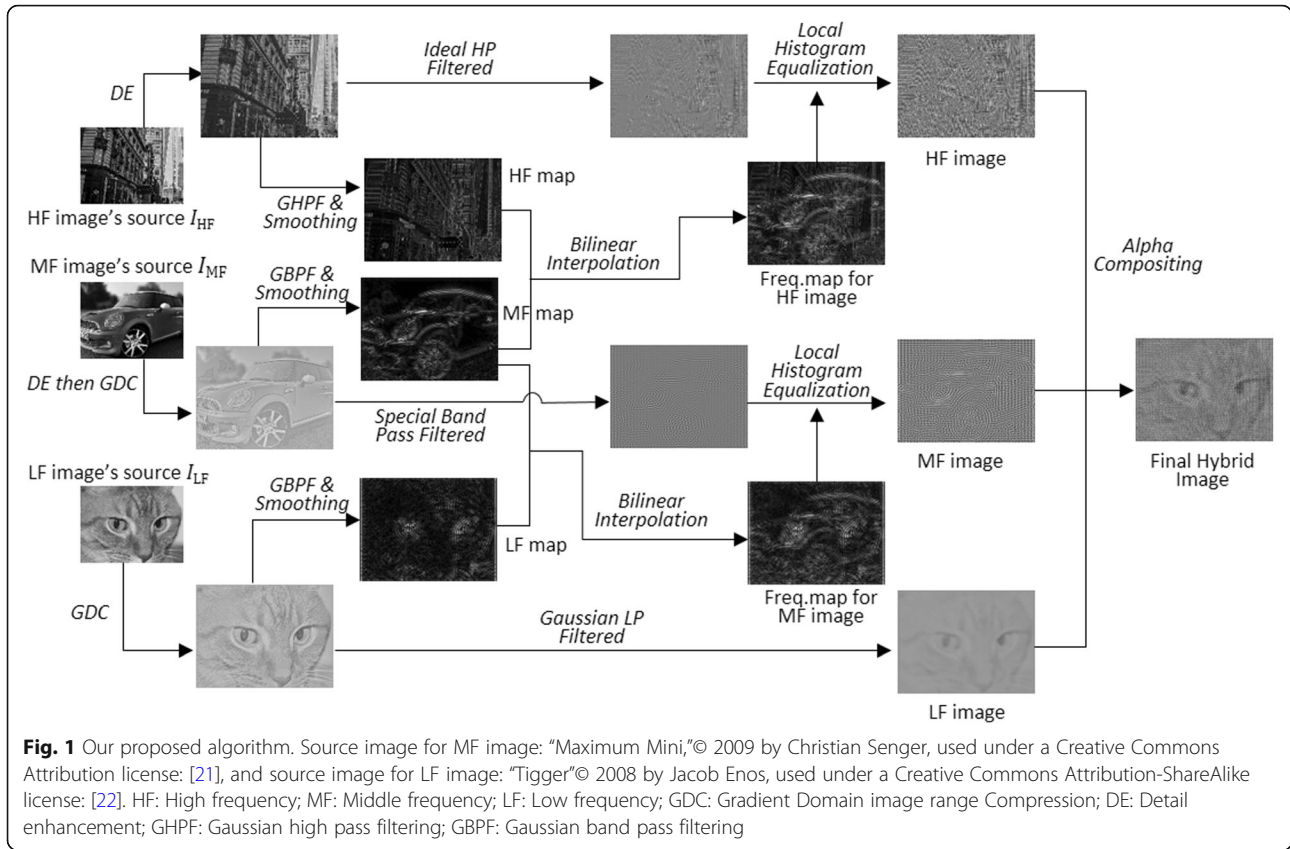 Ideal HP
Filtered
Local
Histogram
Equalization
DE
HF image
HF map
GHPF &
Smoothing
HF image's source I_HF
Bilinear
Interpolation
Alpha
Compositing
MF image's source I_MF
GBPF &
Smoothing
MF map
Freq.map for
HF image
DE then GDC
Special Band
Pass Filtered
Local
Histogram
Equalization
MF image
Final Hybrid
Image
LF image's source I_LF
GBPF &
Smoothing
Bilinear
Interpolation
LF map
GDC
Gaussian LP
Filtered
Freq.map for
MF image
LF image
Fig. 1 Our proposed algorithm. Source image for MF image: “Maximum Mini,”© 2009 by Christian Senger, used under a Creative Commons
Attribution license: [21], and source image for LF image: “Tigger”© 2008 by Jacob Enos, used under a Creative Commons Attribution-ShareAlike
license: [22]. HF: High frequency; MF: Middle frequency; LF: Low frequency; GDC: Gradient Domain image range Compression; DE: Detail
enhancement; GHPF: Gaussian high pass filtering; GBPF: Gaussian band pass filtering